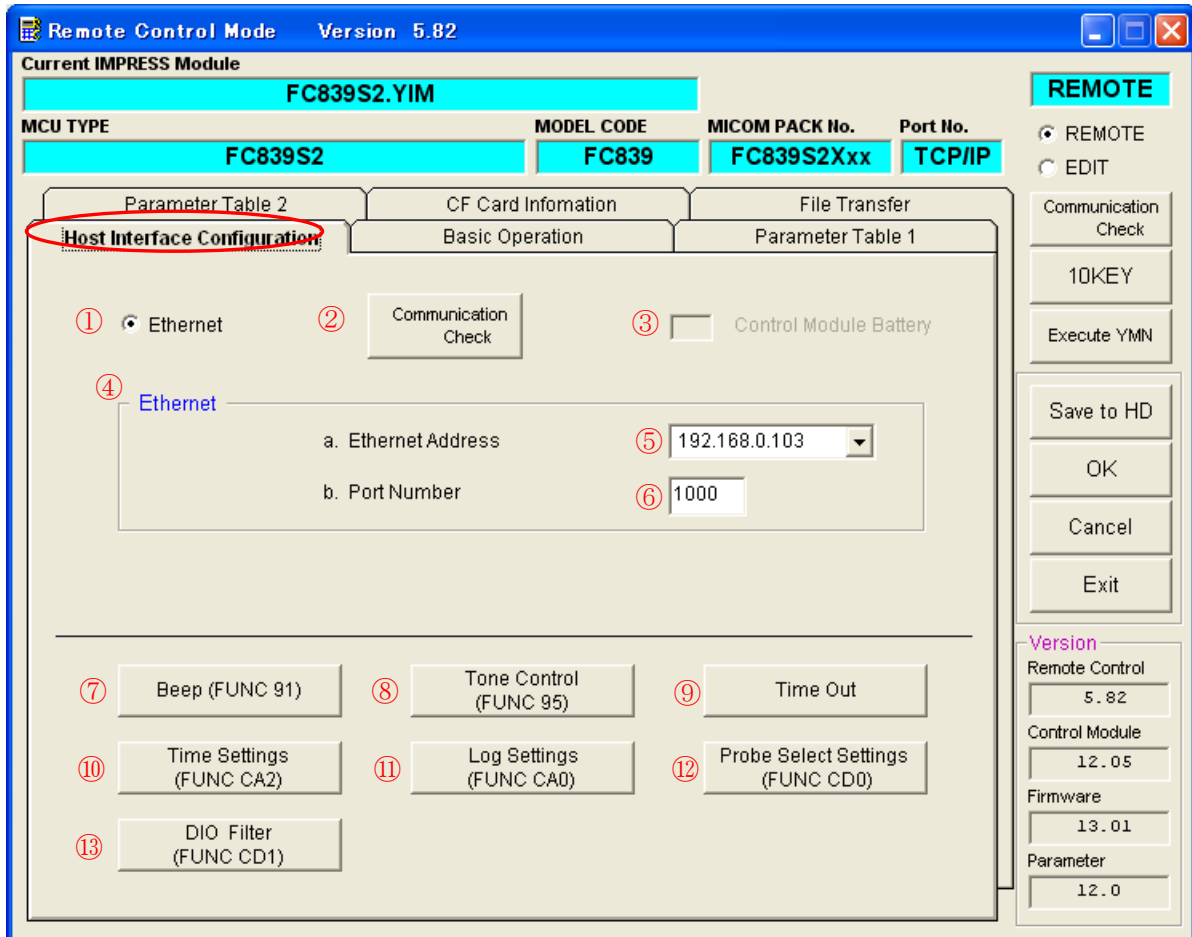 Remote Control Mode Version 5.82
Current IMPRESS Module
FC839S2.YIM
REMOTE
MCU TYPE MODEL CODE MICOM PACK No. Port No.
FC839S2 FC839 FC839S2Xxx TCP/IP
REMOTE
EDIT
Parameter Table 2 CF Card Infomation File Transfer
Host Interface Configuration Basic Operation Parameter Table 1
Communication
Check
10KEY
Execute YMN
Save to HD
OK
Cancel
Exit
① Ethernet ② Communication
Check
③ Control Module Battery
④ Ethernet
a. Ethernet Address ⑤ 192.168.0.103
b. Port Number ⑥ 1000
⑦ Beep (FUNC 91)
⑧ Tone Control
(FUNC 95)
⑨ Time Out
⑩ Time Settings
(FUNC CA2)
⑪ Log Settings
(FUNC CA0)
⑫ Probe Select Settings
(FUNC CD0)
⑬ DIO Filter
(FUNC CD1)
Version
Remote Control
5.82
Control Module
12.05
Firmware
13.01
Parameter
12.0